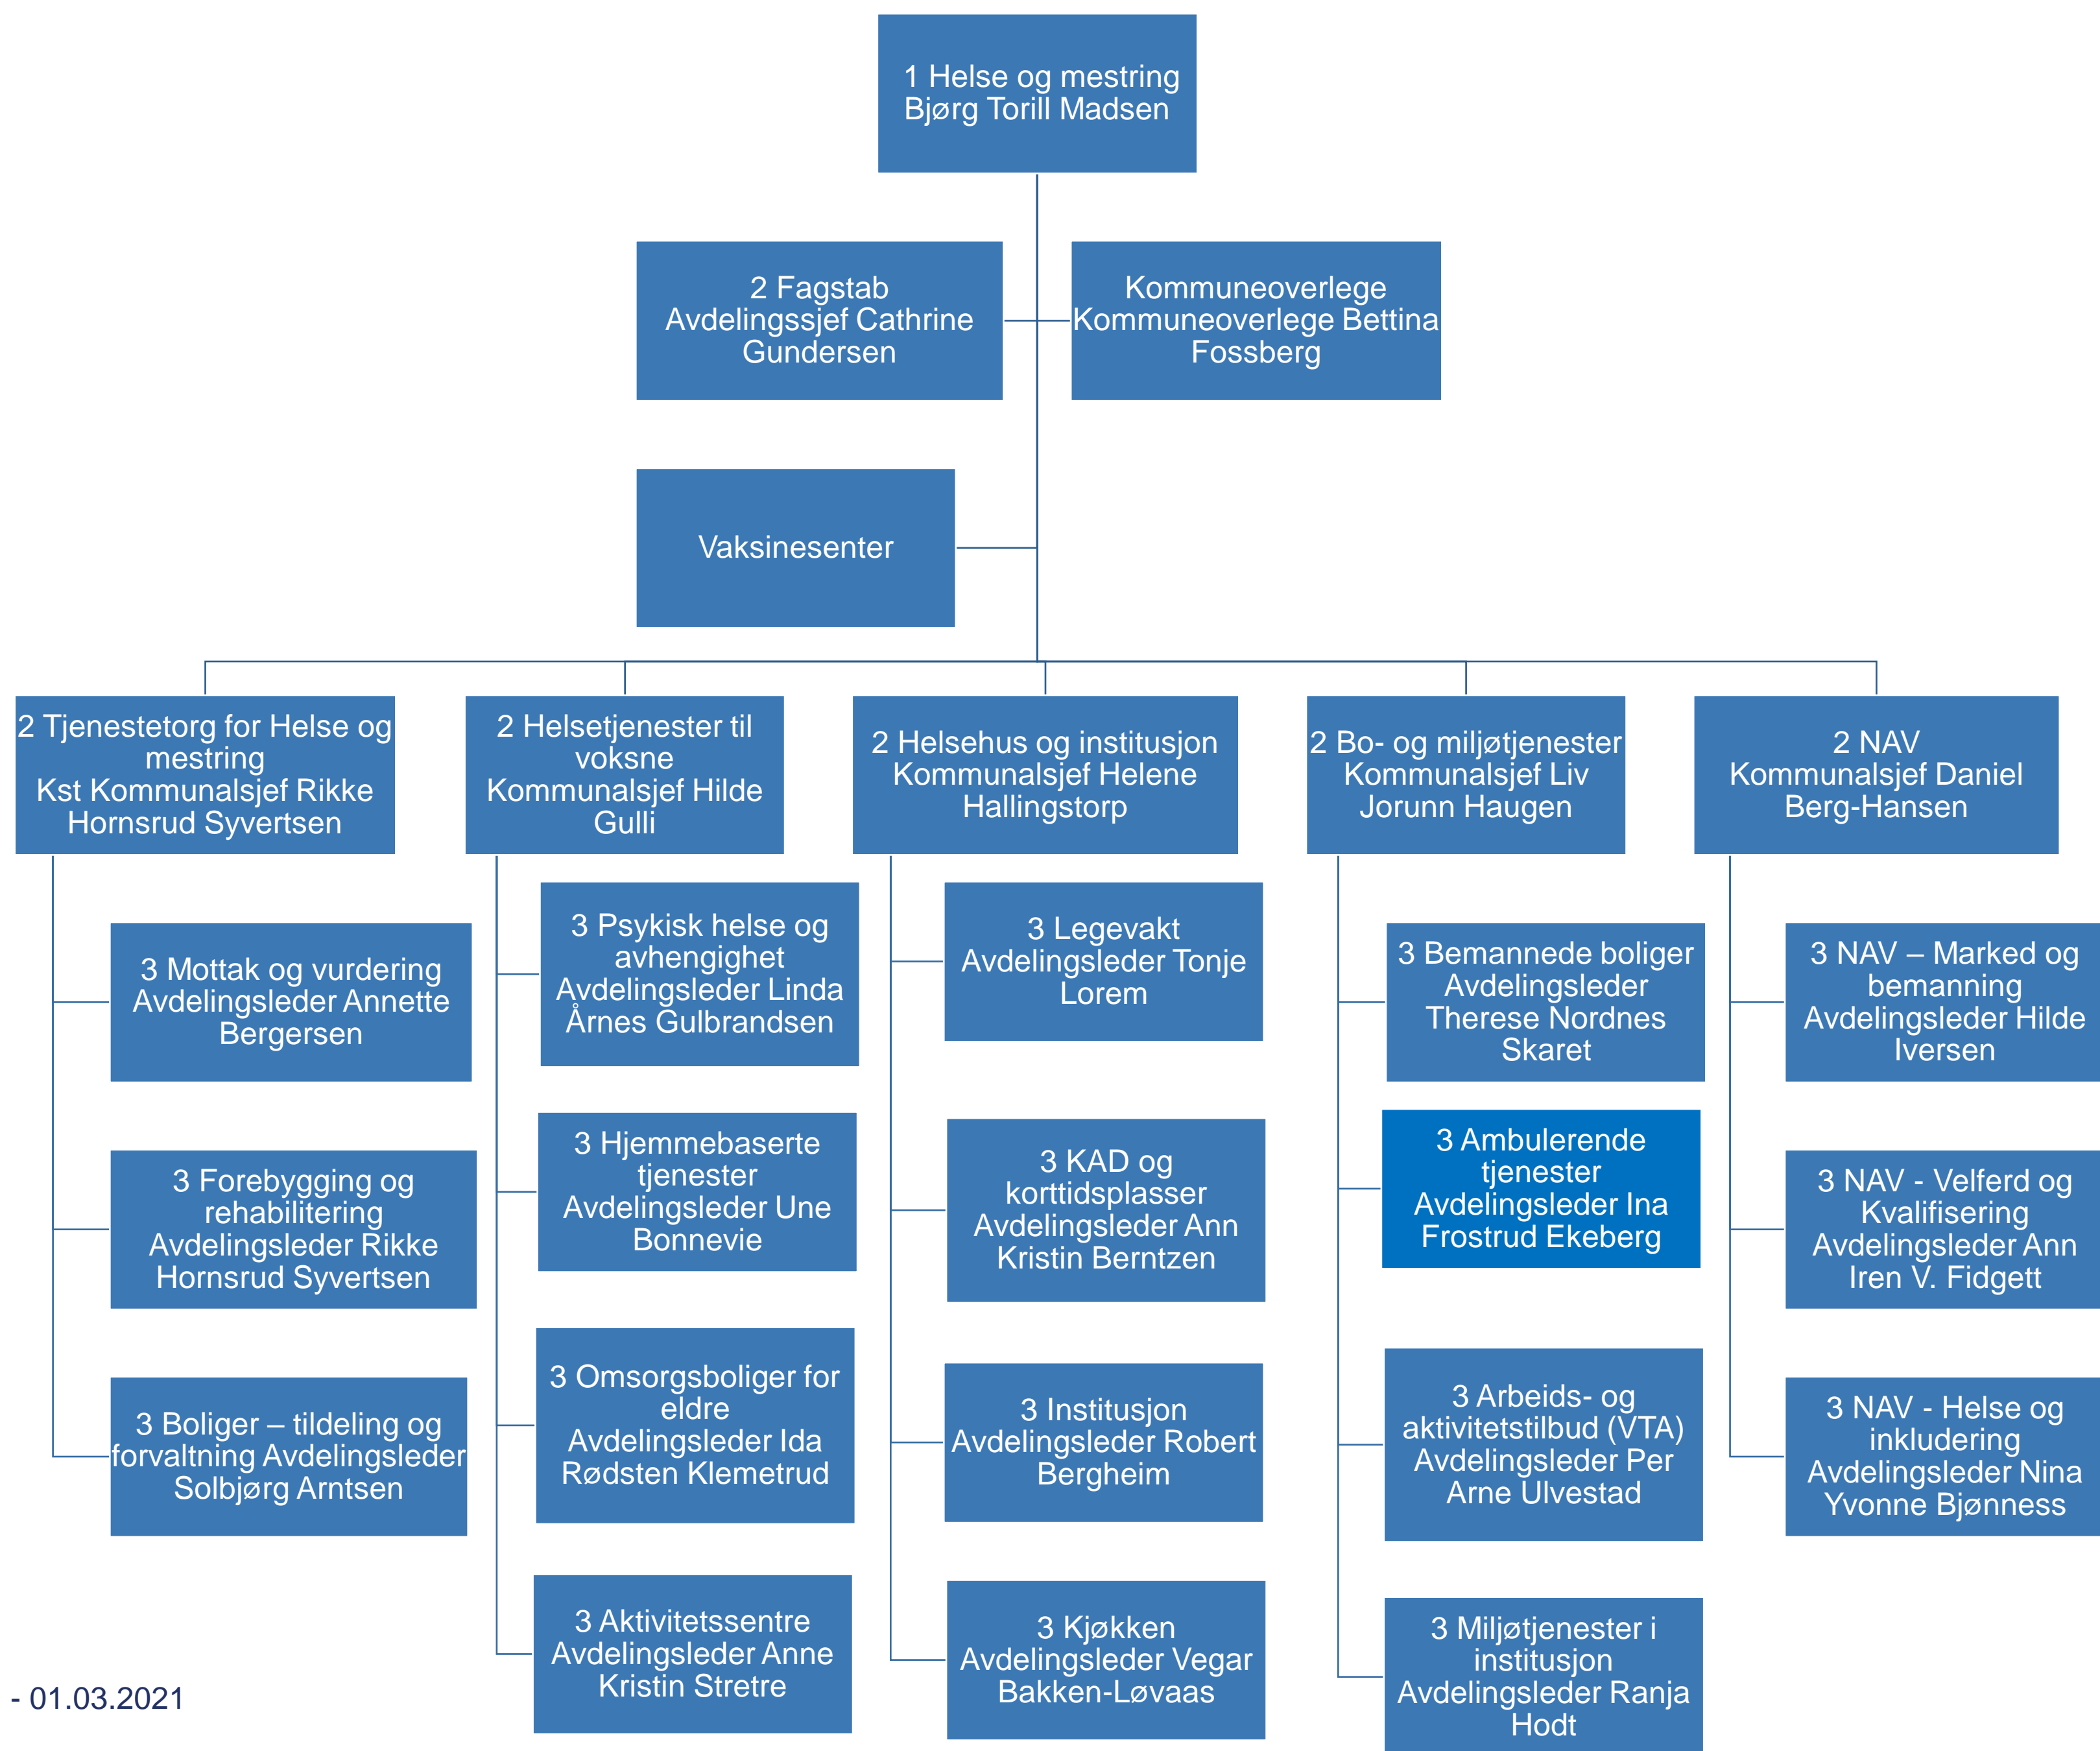 1 Helse og mestring
Bjørg Torill Madsen
2 Fagstab
Avdelingssjef Cathrine
Gundersen
Kommuneoverlege
Kommuneoverlege Bettina
Fossberg
Vaksinesenter
2 Tjenestetorg for Helse og
mestring
Kst Kommunalsjef Rikke
Hornsrud Syvertsen
2 Helsetjenester til
voksne
Kommunalsjef Hilde
Gulli
2 Helsehus og institusjon
Kommunalsjef Helene
Hallingstorp
2 Bo- og miljøtjenester
Kommunalsjef Liv
Jorunn Haugen
2 NAV
Kommunalsjef Daniel
Berg-Hansen
3 Mottak og vurdering
Avdelingsleder Annette
Bergersen
3 Forebygging og
rehabilitering
Avdelingsleder Rikke
Hornsrud Syvertsen
3 Boliger – tildeling og
forvaltning Avdelingsleder
Solbjørg Arntsen
3 Psykisk helse og
avhengighet
Avdelingsleder Linda
Årnes Gulbrandsen
3 Hjemmebaserte
tjenester
Avdelingsleder Une
Bonnevie
3 Omsorgsboliger for
eldre
Avdelingsleder Ida
Rødsten Klemetrud
3 Aktivitetssentre
Avdelingsleder Anne
Kristin Stretre
3 Legevakt
Avdelingsleder Tonje
Lorem
3 KAD og
korttidsplasser
Avdelingsleder Ann
Kristin Berntzen
3 Institusjon
Avdelingsleder Robert
Bergheim
3 Kjøkken
Avdelingsleder Vegar
Bakken-Løvaas
3 Bemannede boliger
Avdelingsleder
Therese Nordnes
Skaret
3 Ambulerende
tjenester
Avdelingsleder Ina
Frostrud Ekeberg
3 Arbeids- og
aktivitetstilbud (VTA)
Avdelingsleder Per
Arne Ulvestad
3 Miljøtjenester i
institusjon
Avdelingsleder Ranja
Hodt
3 NAV – Marked og
bemanning
Avdelingsleder Hilde
Iversen
3 NAV - Velferd og
Kvalifisering
Avdelingsleder Ann
Iren V. Fidgett
3 NAV - Helse og
inkludering
Avdelingsleder Nina
Yvonne Bjønness
- 01.03.2021